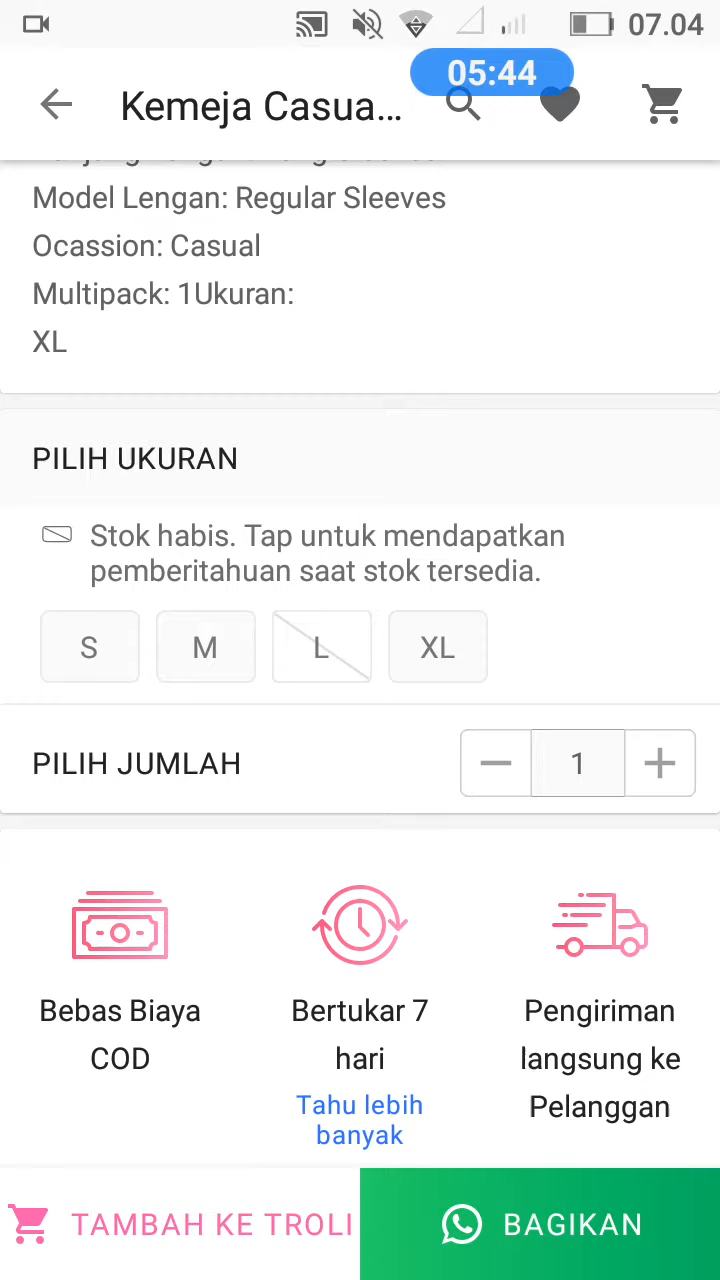 07.04
05:44
Kemeja Casua...
Model Lengan: Regular Sleeves
Ocassion: Casual
Multipack: 1Ukuran:
XL
PILIH UKURAN
Stok habis. Tap untuk mendapatkan
pemberitahuan saat stok tersedia.
S M L XL
PILIH JUMLAH 1
Bebas Biaya
COD
Bertukar 7
hari
Tahu lebih
banyak
Pengiriman
langsung ke
Pelanggan
TAMBAH KE TROLI
BAGIKAN